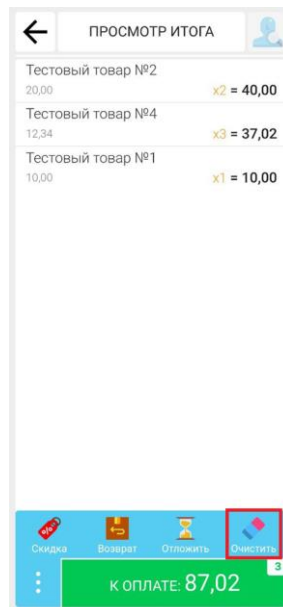 ПРОСМОТР ИТОГА
Тестовый товар №2
20,00 x2 = 40,00
Тестовый товар №4
12,34 x3 = 37,02
Тестовый товар №1
10,00 x1 = 10,00
% Скидка Возврат Отложить Очистить
3
К ОПЛАТЕ: 87,02